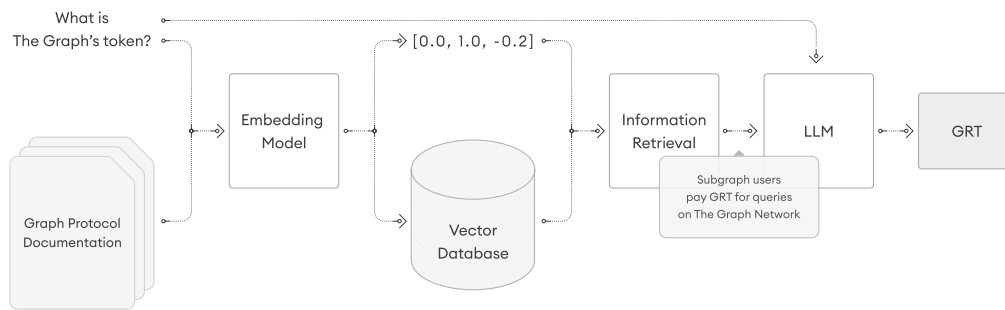 What is
The Graph's token?
[0.0, 1.0, -0.2]
Embedding
Model
Information
Retrieval
LLM
GRT
Subgraph users
pay GRT for queries
on The Graph Network
Graph Protocol
Documentation
Vector
Database